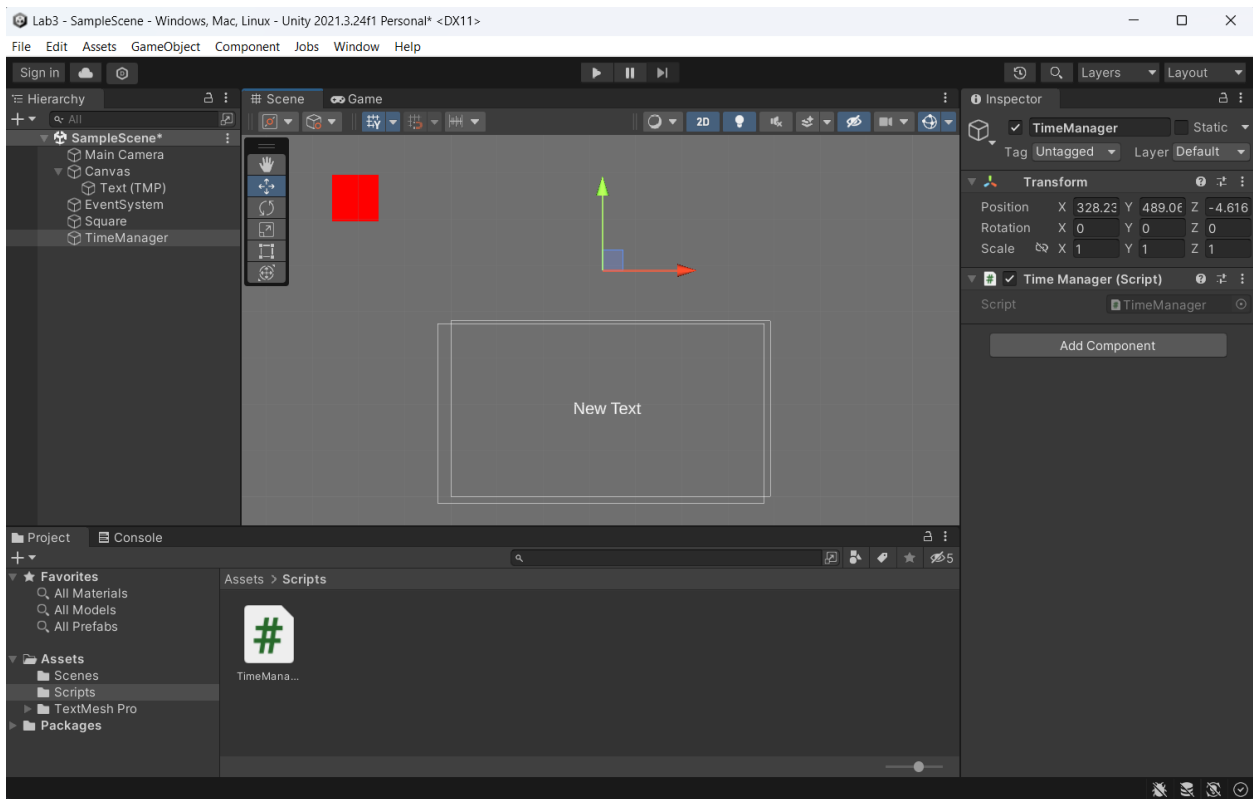 Lab3 - SampleScene - Windows, Mac, Linux - Unity 2021.3.24f1 Personal* <DX11>
File Edit Assets GameObject Component Jobs Window Help
Sign in
Layers
Layout
Hierarchy
All
SampleScene*
Main Camera
Canvas
Text (TMP)
EventSystem
Square
TimeManager
Scene Game
2D
New Text
Inspector
TimeManager Static
Tag Untagged Layer Default
Transform
Position X 328.23 Y 489.06 Z -4.616
Rotation X 0 Y 0 Z 0
Scale X 1 Y 1 Z 1
# Time Manager (Script)
Script TimeManager
Add Component
Project Console
5
Favorites
All Materials
All Models
All Prefabs
Assets
Scenes
Scripts
TextMesh Pro
Packages
Assets > Scripts
#
TimeMana...